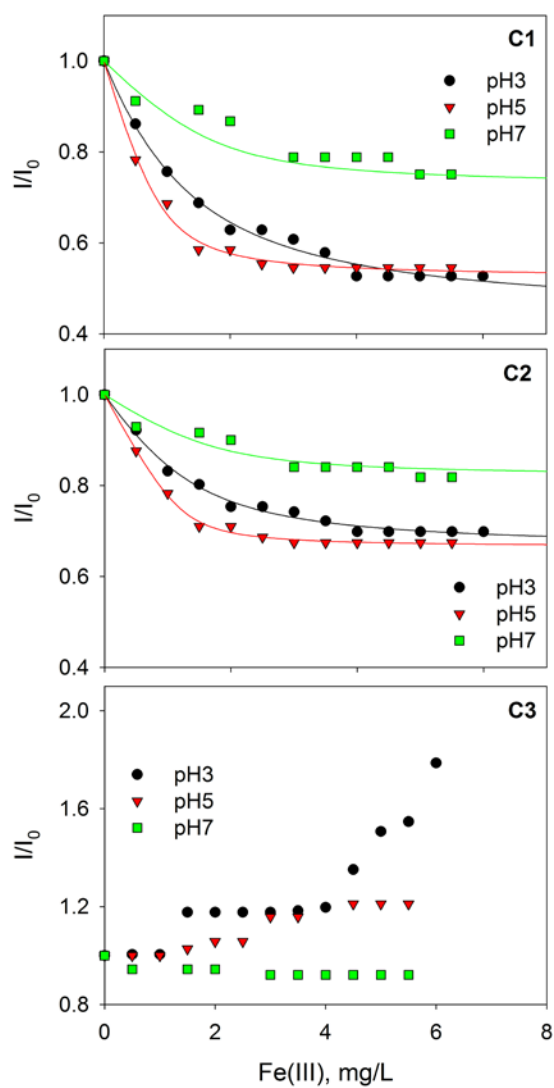 C1
1.0
pH3
pH5
pH7
0.8
I/I0
0.6
0.4
C2
1.0
0.8
I/I0
0.6
pH3
pH5
pH7
0.4
C3
2.0
pH3
pH5
pH7
1.6
I/I0
1.2
0.8
0 2 4 6 8
Fe(III), mg/L